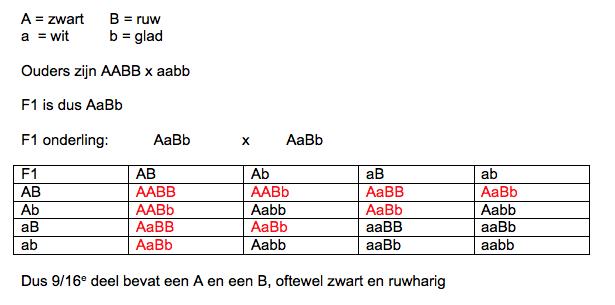 A = zwart B = ruw
a = wit b = glad
Ouders zijn AABB x aabb
F1 is dus AaBb
F1 onderling: AaBb x AaBb
F1 AB Ab aB ab
AB AABB AABb AaBB AaBb
Ab AABb Aabb AaBb Aabb
aB AaBB AaBb aaBB aaBb
ab AaBb Aabb aaBb aabb
Dus 9/16e deel bevat een A en een B, oftewel zwart en ruwharig